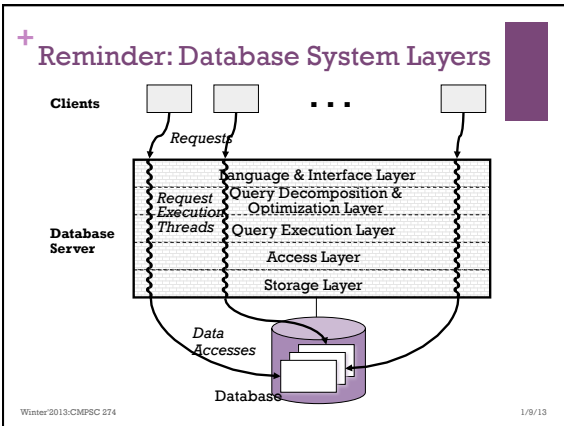 +
Reminder: Database System Layers
Clients
...
Requests
Language & Interface Layer
Request
Execution
Threads
Query Decomposition &
Optimization Layer
Database
Server
Query Execution Layer
Access Layer
Storage Layer
Data
Accesses
Database
Winter'2013:CMPSC 274
1/9/13